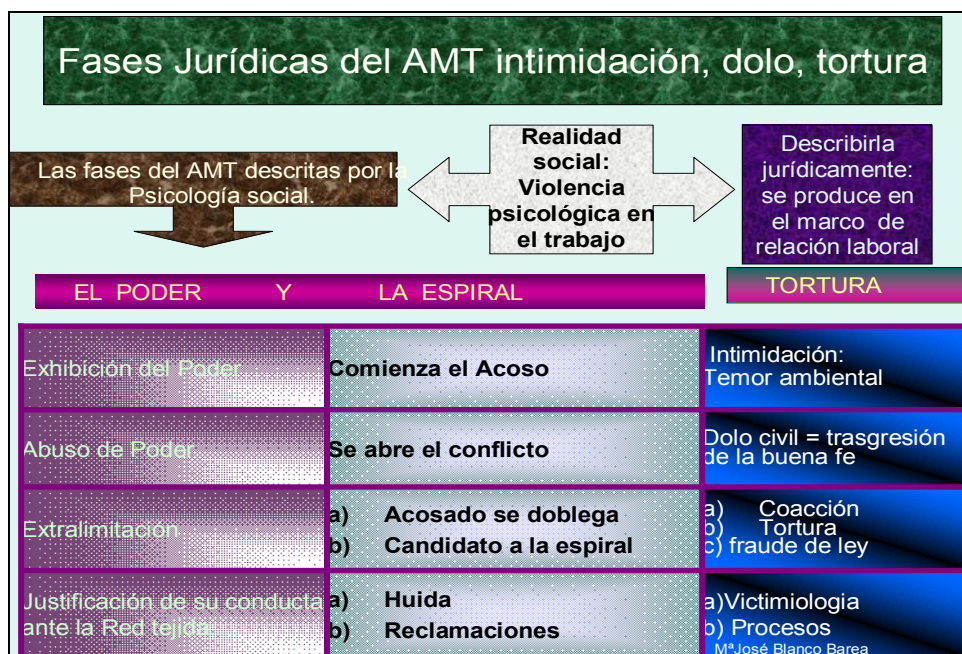 Fases Jurídicas del AMT intimidación, dolo, tortura
Las fases del AMT descritas por la
Psicología social.
Realidad
social:
Violencia
psicológica en
el trabajo
Describirla
jurídicamente:
se produce en
el marco de
relación laboral
EL PODER Y LA ESPIRAL
TORTURA
Exhibición del Poder
Comienza el Acoso
Intimidación:
Temor ambiental
Abuso de Poder
Se abre el conflicto
Dolo civil = trasgresión
de la buena fe
Extralimitación
a) Acosado se doblega
b) Candidato a la espiral
a) Coacción
b) Tortura
c) fraude de ley
Justificación de su conducta
ante la Red tejida
a) Huida
b) Reclamaciones
a)Victimiologia
b) Procesos
MªJosé Blanco Barea